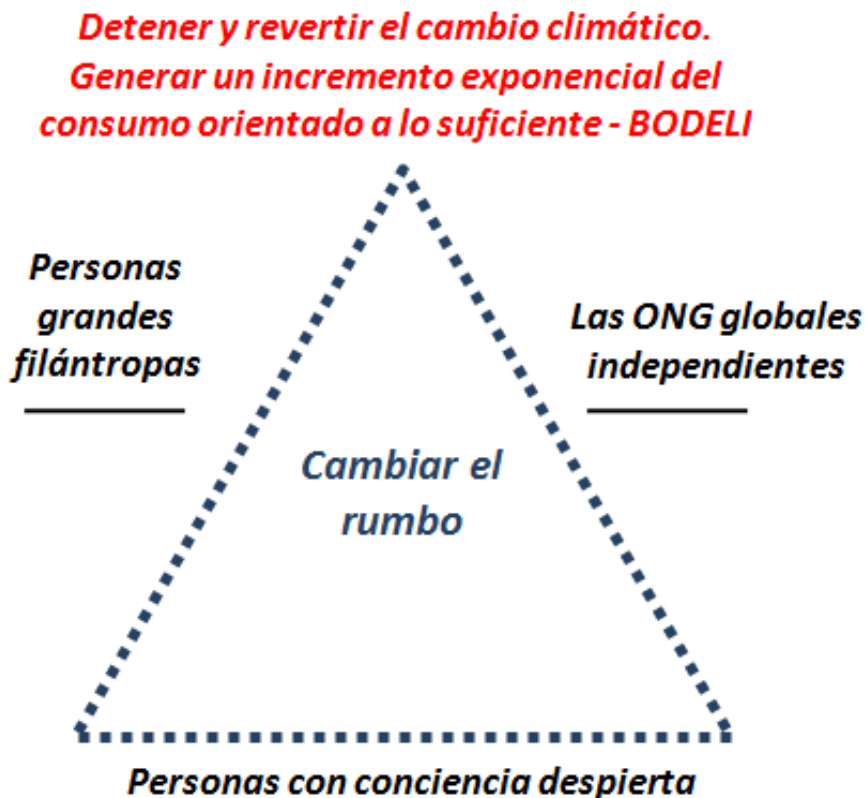 Detener y revertir el cambio climático.
Generar un incremento exponencial del
consumo orientado a lo suficiente - BODELI
Personas
grandes
filántropas
Las ONG globales
independientes
Cambiar el
rumbo
Personas con conciencia despierta